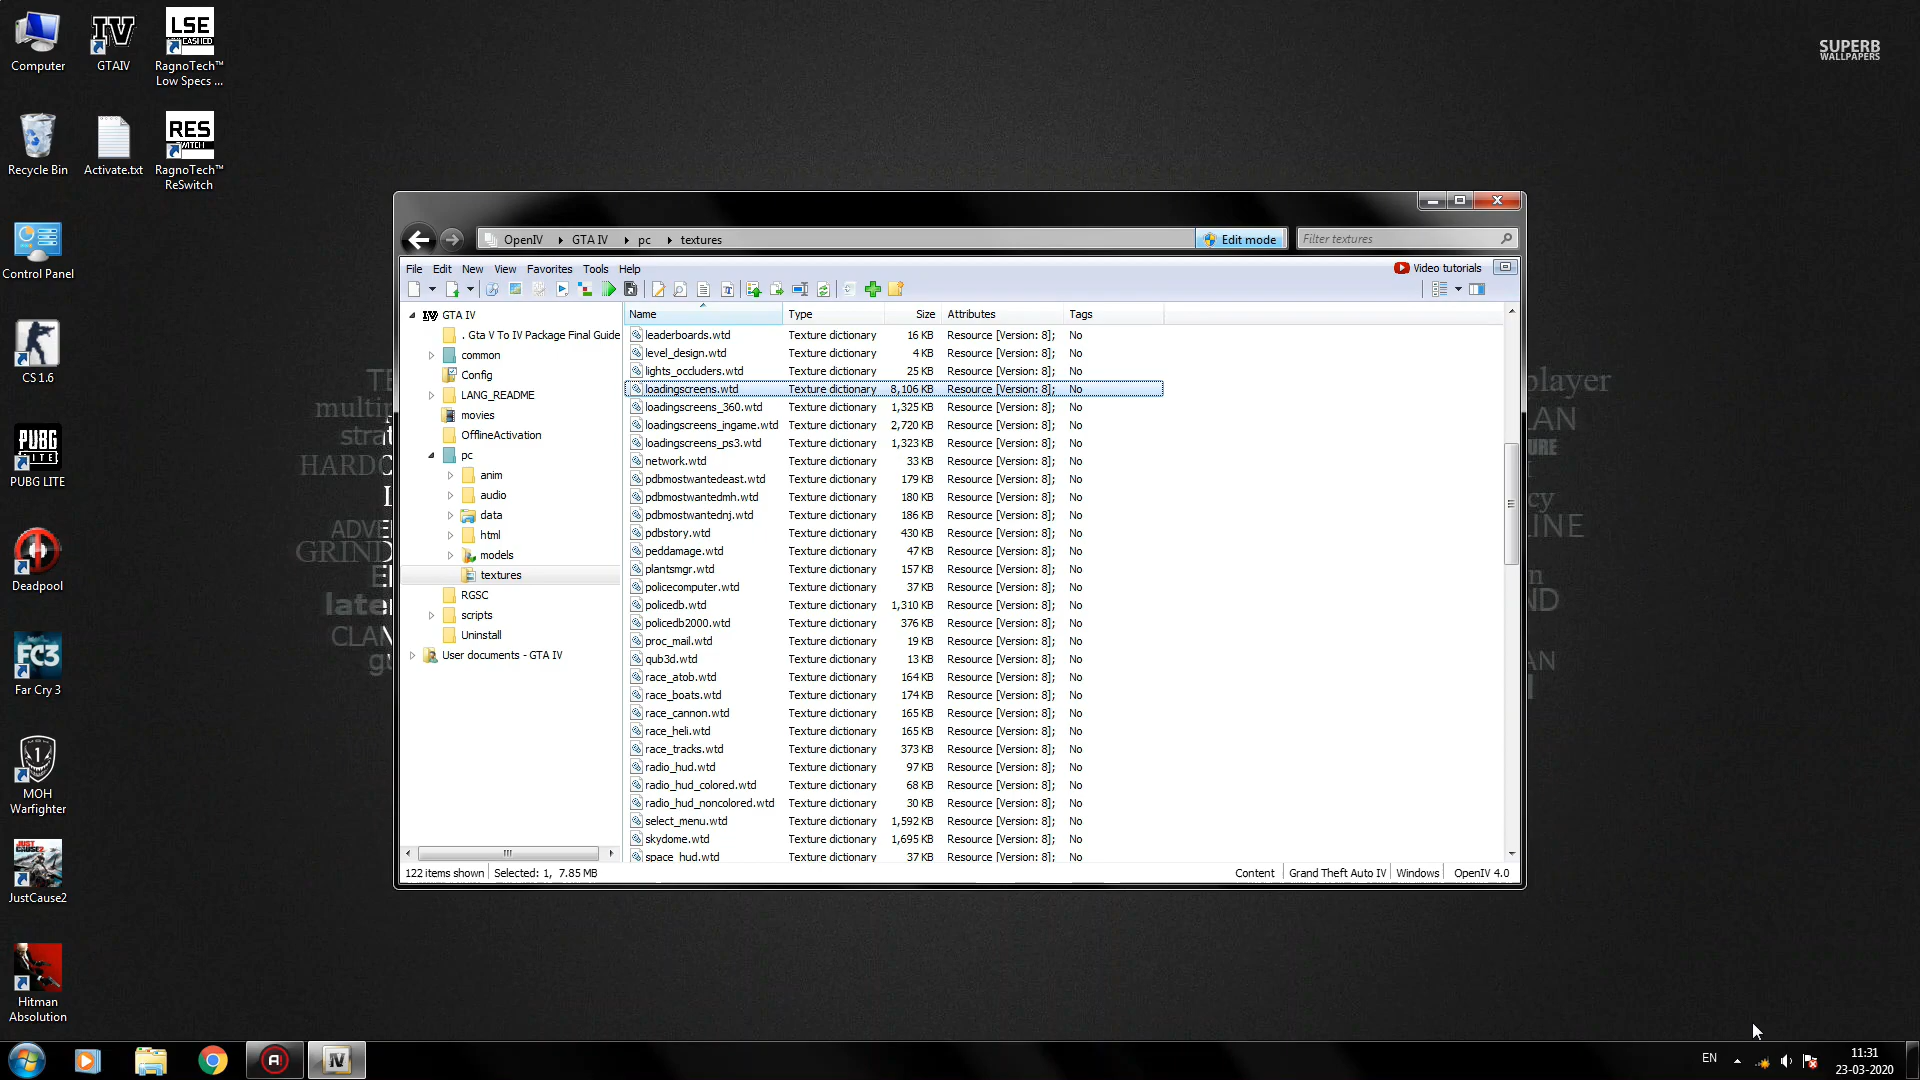 Computer
IV
GTAIV
LSE
RagnoTech™
Low Specs ...
SUPERB
WALLPAPERS
Recycle Bin
Activate.txt
RES
SWITCH
RagnoTech™
ReSwitch
Control Panel
CS 1.6
PUBG
LITE
PUBG LITE
Deadpool
FC3
Far Cry 3
MOH
Warfighter
JUST
CAUSE2
JustCause2
Hitman
Absolution
OpenIV
GTA IV
pc
textures
Edit mode
Filter textures
File
Edit
New
View
Favorites
Tools
Help
Video tutorials
IV GTA IV
. Gta V To IV Package Final Guide
common
Config
LANG_README
movies
OfflineActivation
pc
anim
audio
data
html
models
textures
RGSC
scripts
Uninstall
User documents - GTA IV
Name Type Size Attributes Tags
leaderboards.wtd Texture dictionary 16 KB Resource [Version: 8]; No
level_design.wtd Texture dictionary 4 KB Resource [Version: 8]; No
lights_occluders.wtd Texture dictionary 25 KB Resource [Version: 8]; No
loadingscreens.wtd Texture dictionary 8,106 KB Resource [Version: 8]; No
loadingscreens_360.wtd Texture dictionary 1,325 KB Resource [Version: 8]; No
loadingscreens_ingame.wtd Texture dictionary 2,720 KB Resource [Version: 8]; No
loadingscreens_ps3.wtd Texture dictionary 1,323 KB Resource [Version: 8]; No
network.wtd Texture dictionary 33 KB Resource [Version: 8]; No
pdbmostwantedeast.wtd Texture dictionary 179 KB Resource [Version: 8]; No
pdbmostwantedmh.wtd Texture dictionary 180 KB Resource [Version: 8]; No
pdbmostwantednj.wtd Texture dictionary 186 KB Resource [Version: 8]; No
pdbstory.wtd Texture dictionary 430 KB Resource [Version: 8]; No
peddamage.wtd Texture dictionary 47 KB Resource [Version: 8]; No
plantsmgr.wtd Texture dictionary 157 KB Resource [Version: 8]; No
policecomputer.wtd Texture dictionary 37 KB Resource [Version: 8]; No
policedb.wtd Texture dictionary 1,310 KB Resource [Version: 8]; No
policedb2000.wtd Texture dictionary 376 KB Resource [Version: 8]; No
proc_mail.wtd Texture dictionary 19 KB Resource [Version: 8]; No
qub3d.wtd Texture dictionary 13 KB Resource [Version: 8]; No
race_atob.wtd Texture dictionary 164 KB Resource [Version: 8]; No
race_boats.wtd Texture dictionary 174 KB Resource [Version: 8]; No
race_cannon.wtd Texture dictionary 165 KB Resource [Version: 8]; No
race_heli.wtd Texture dictionary 165 KB Resource [Version: 8]; No
race_tracks.wtd Texture dictionary 373 KB Resource [Version: 8]; No
radio_hud.wtd Texture dictionary 97 KB Resource [Version: 8]; No
radio_hud_colored.wtd Texture dictionary 68 KB Resource [Version: 8]; No
radio_hud_noncolored.wtd Texture dictionary 30 KB Resource [Version: 8]; No
select_menu.wtd Texture dictionary 1,592 KB Resource [Version: 8]; No
skydome.wtd Texture dictionary 1,695 KB Resource [Version: 8]; No
space_hud.wtd Texture dictionary 37 KB Resource [Version: 8]; No
122 items shown
Selected: 1, 7.85 MB
Content
Grand Theft Auto IV
Windows
OpenIV 4.0
EN
11:31
23-03-2020